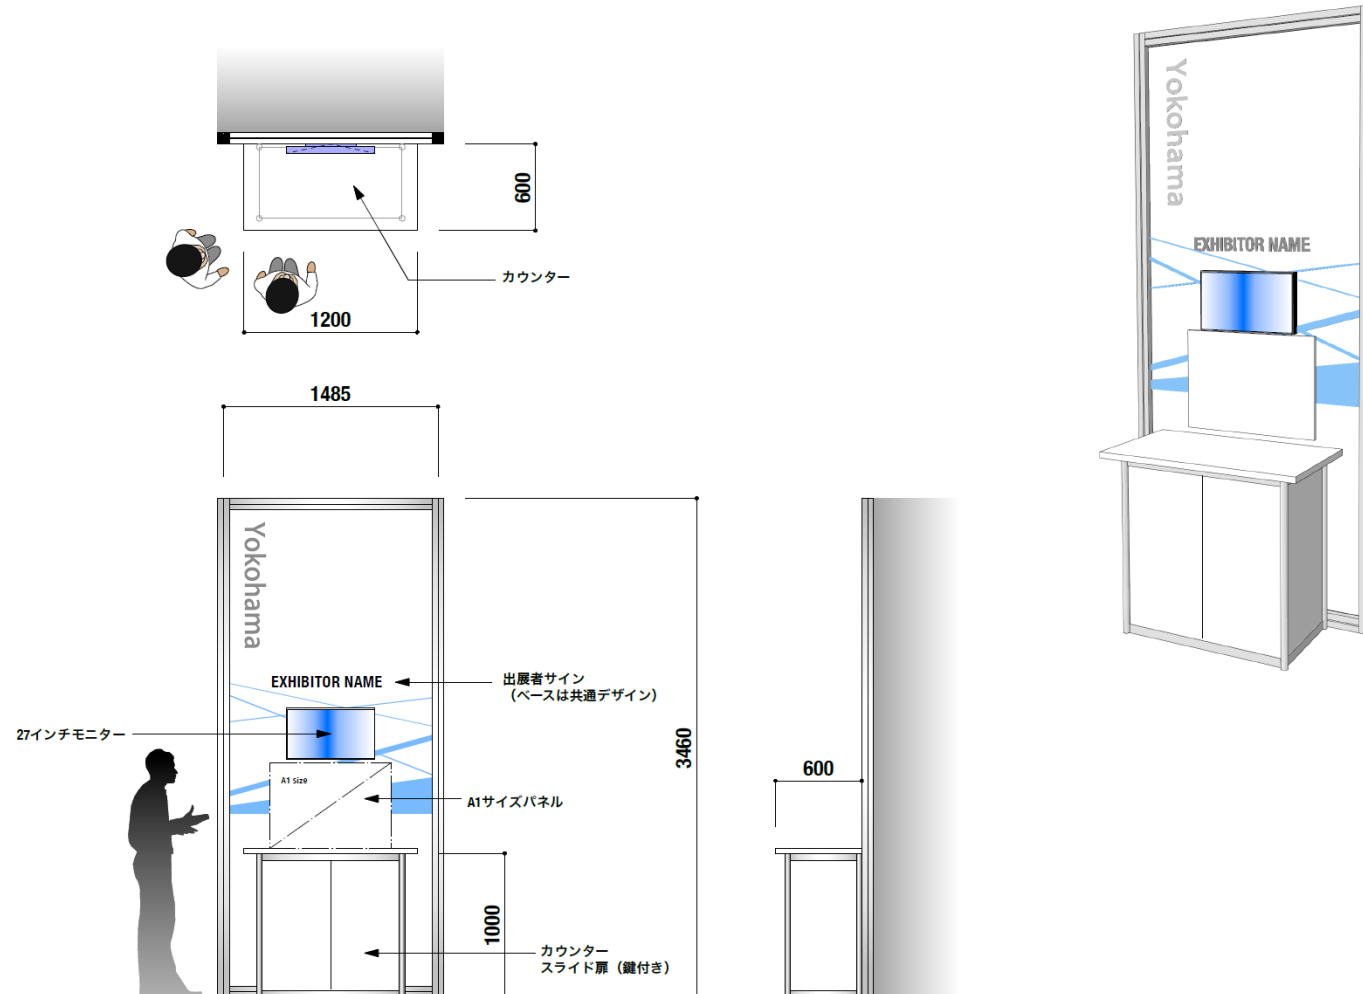 600
カウンター
1200
1485
Yokohama
EXHIBITOR NAME
出展者サイン
（ベースは共通デザイン）
27インチモニター
A1 size
A1サイズパネル
3460
1000
カウンター
スライド扉（鍵付き）
600
Yokohama
EXHIBITOR NAME